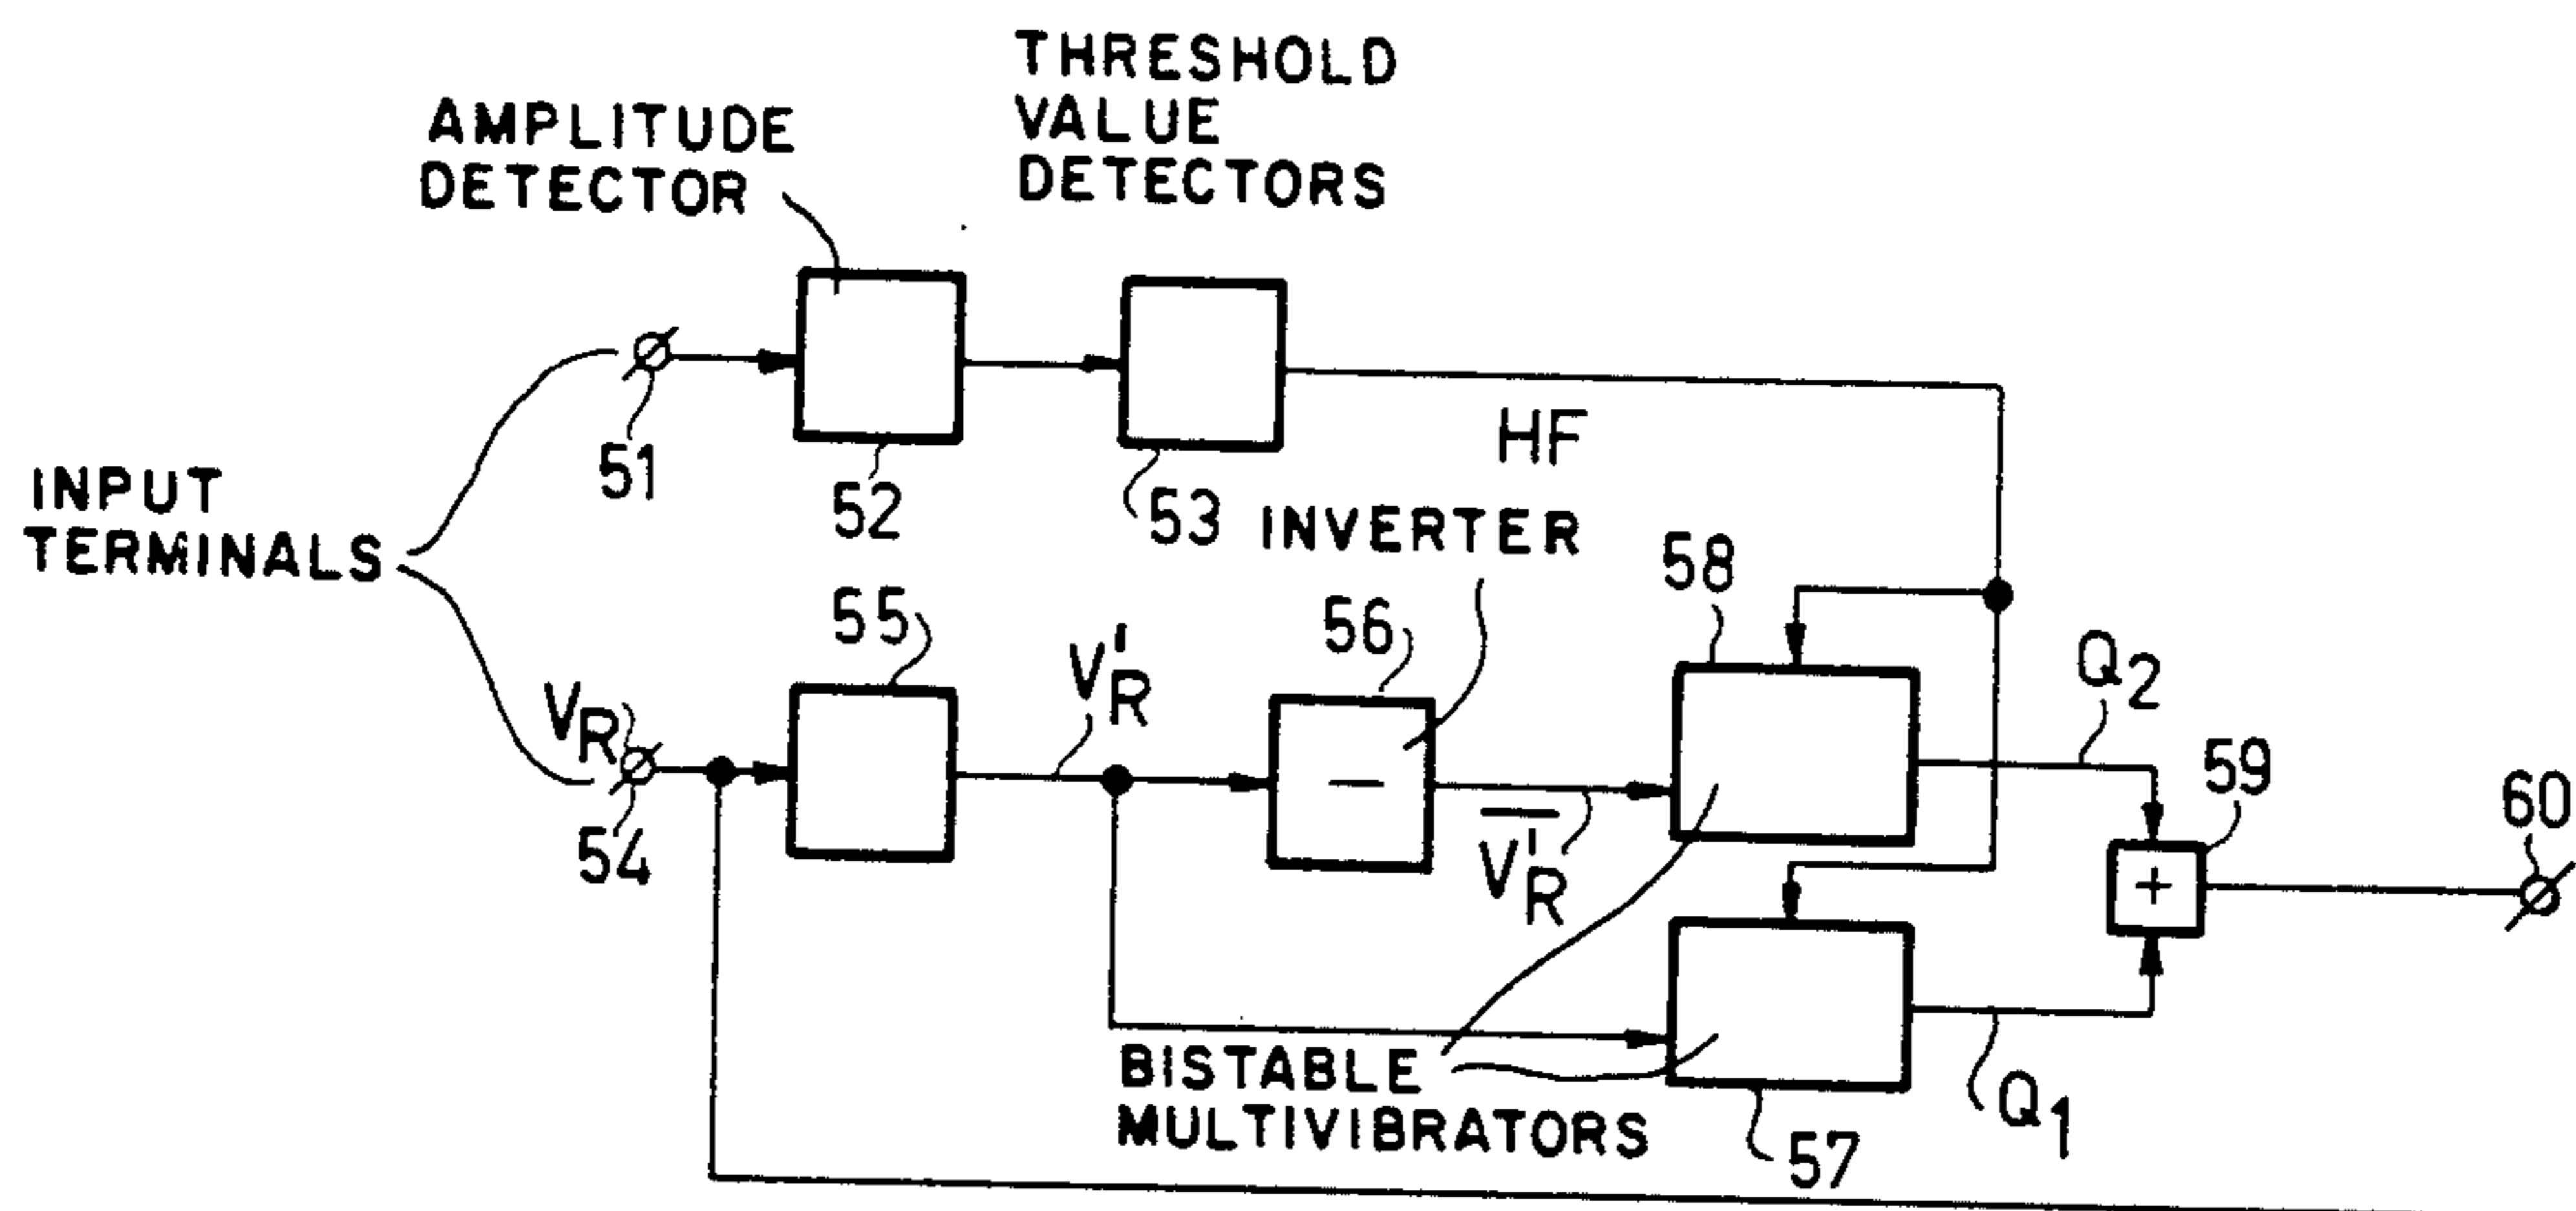 THRESHOLD
VALUE
DETECTORS
AMPLITUDE
DETECTOR
51
52
53
HF
INPUT
TERMINALS
INVERTER
58
55
56
V'R
Q2
VR
54
59
60
V̅'̅R̅
+
−
BISTABLE
MULTIVIBRATORS
57
Q1